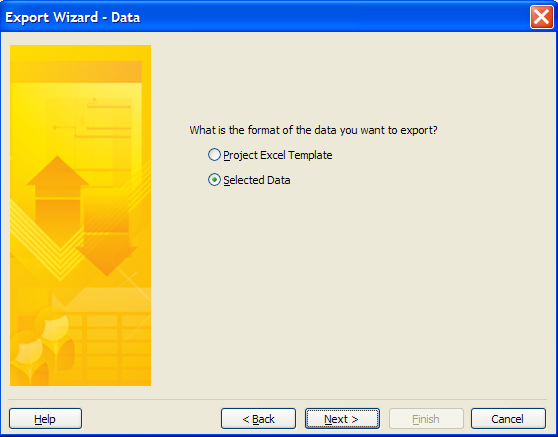 Export Wizard - Data
What is the format of the data you want to export?
Project Excel Template
Selected Data
Help
< Back
Next >
Finish
Cancel